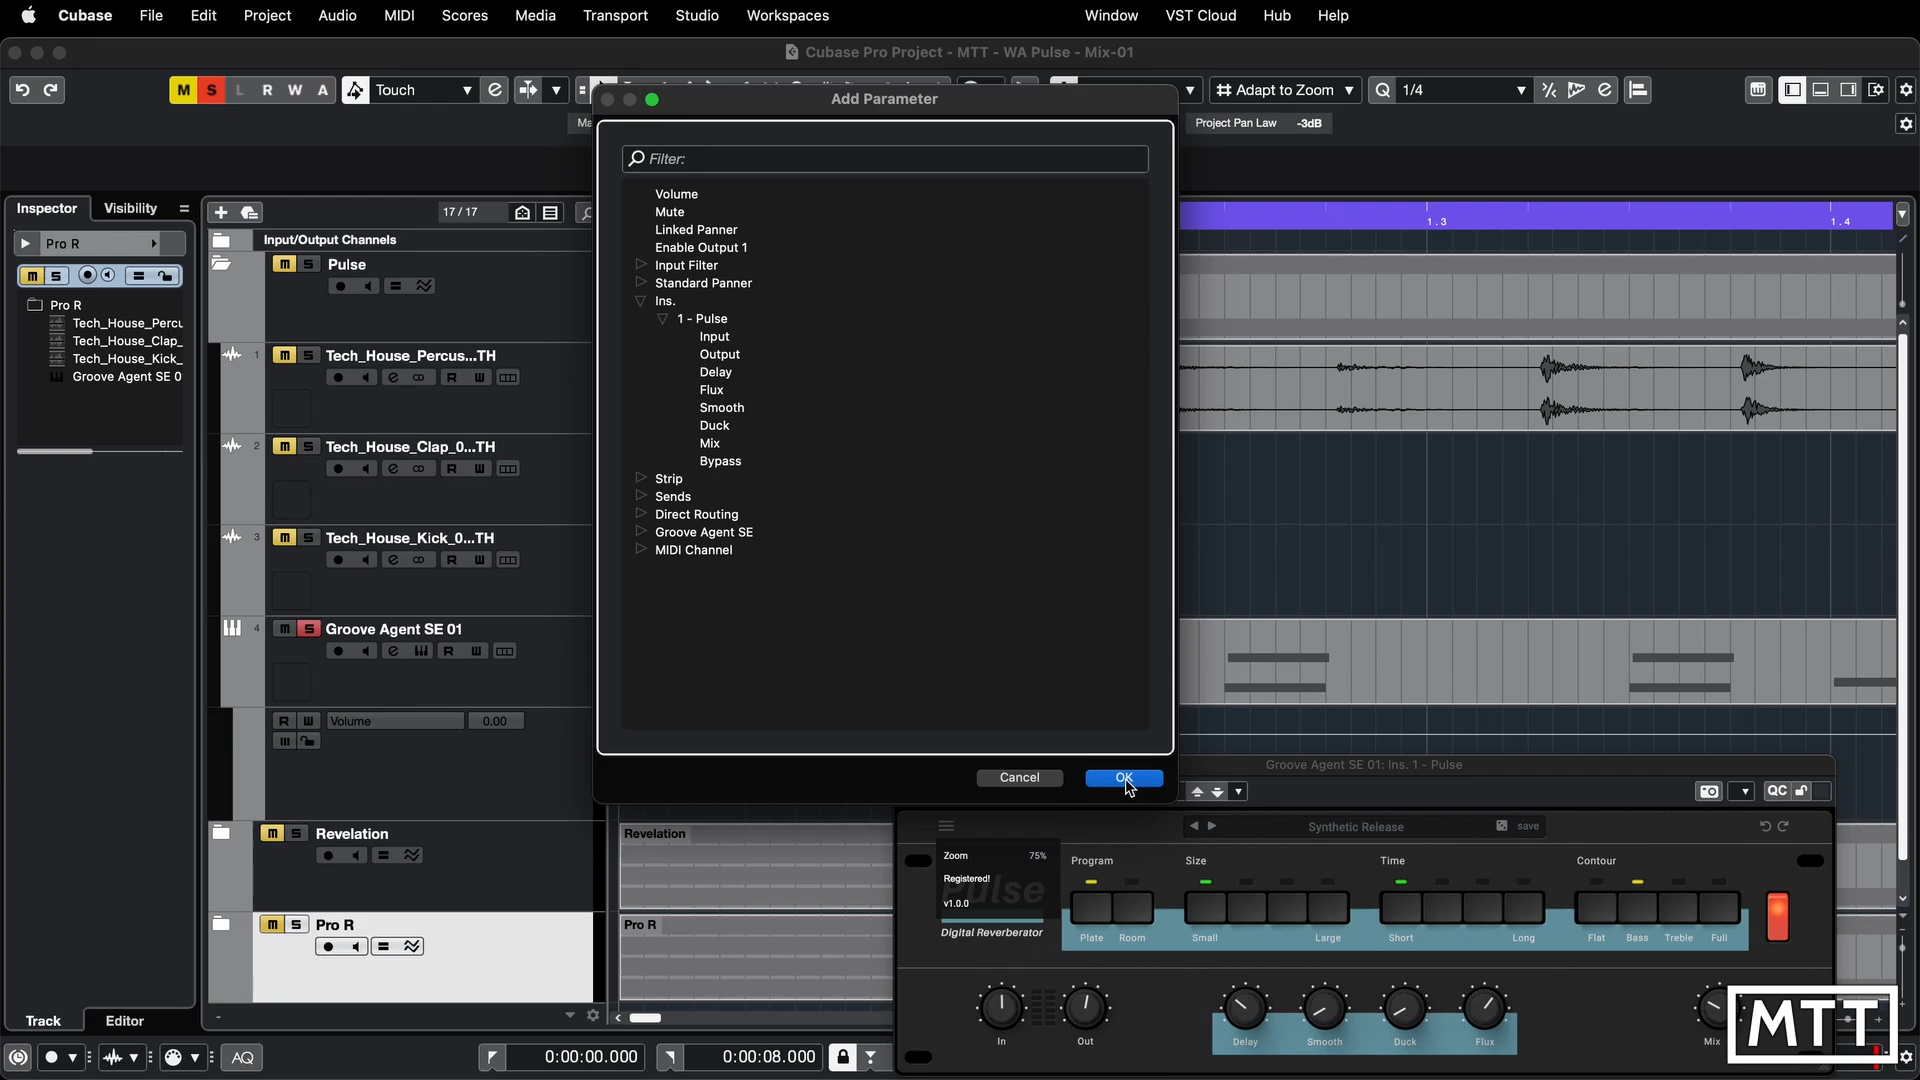 Cubase File Edit Project Audio MIDI Scores Media Transport Studio Workspaces Window VST Cloud Hub Help
Cubase Pro Project - MTT - WA Pulse - Mix-01
M S L R W A Touch
Adapt to Zoom 1/4
Add Parameter
Project Pan Law -3dB
Filter:
Volume
Mute
Linked Panner
Enable Output 1
Input Filter
Standard Panner
Ins.
1 - Pulse
Input
Output
Delay
Flux
Smooth
Duck
Mix
Bypass
Strip
Sends
Direct Routing
Groove Agent SE
MIDI Channel
Cancel OK
Inspector Visibility
Pro R
M S
Pro R
Tech_House_Percu
Tech_House_Clap_
Tech_House_Kick_
Groove Agent SE 0
17 / 17
1.3 1.4
Input/Output Channels
m S Pulse
1 m S Tech_House_Percus...TH
R W
2 m S Tech_House_Clap_0...TH
R W
3 m S Tech_House_Kick_0...TH
R W
4 m S Groove Agent SE 01
R W
R W Volume 0.00
m S Revelation
m S Pro R
Revelation
Pro R
Groove Agent SE 01: Ins. 1 - Pulse
QC
Synthetic Release save
Zoom 75%
Registered!
v1.0.0
Pulse
Digital Reverberator
Program Size Time Contour
Plate Room Small Large Short Long Flat Bass Treble Full
In Out Delay Smooth Duck Flux Mix
MTT
Track Editor
AQ 0:00:00.000 0:00:08.000